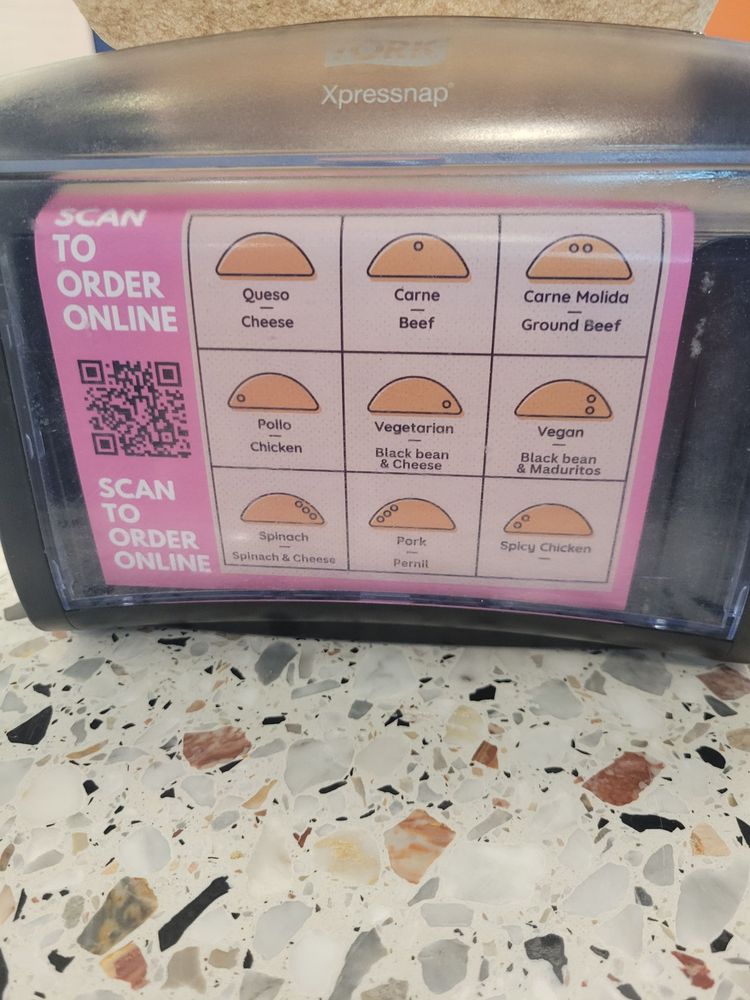 TORK
Xpressnap®
SCAN
TO
ORDER
ONLINE
Queso
—
Cheese
Carne
—
Beef
Carne Molida
—
Ground Beef
Pollo
—
Chicken
Vegetarian
—
Black bean
& Cheese
Vegan
—
Black bean
& Maduritos
Spinach
—
Spinach & Cheese
Pork
—
Pernil
Spicy Chicken
—
SCAN
TO
ORDER
ONLINE